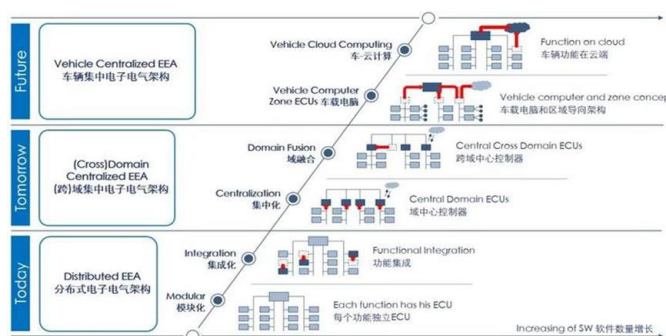 Future
Vehicle Centralized EEA
车辆集中电子电气架构
Vehicle Cloud Computing
车-云计算
Function on cloud
车辆功能在云端
Vehicle Computer
Zone ECUs 车载电脑
Vehicle computer and zone concep
车载电脑和区域导向架构
Tomorrow
(Cross)Domain
Centralized EEA
(跨)域集中电子电气架构
Domain Fusion
域融合
Central Cross Domain ECUs
跨域中心控制器
Centralization
集中化
Central Domain ECUs
域中心控制器
Today
Distributed EEA
分布式电子电气架构
Integration
集成化
Functional Integration
功能集成
Modular
模块化
Each function has his ECU
每个功能独立ECU
Increasing of SW 软件数量增长